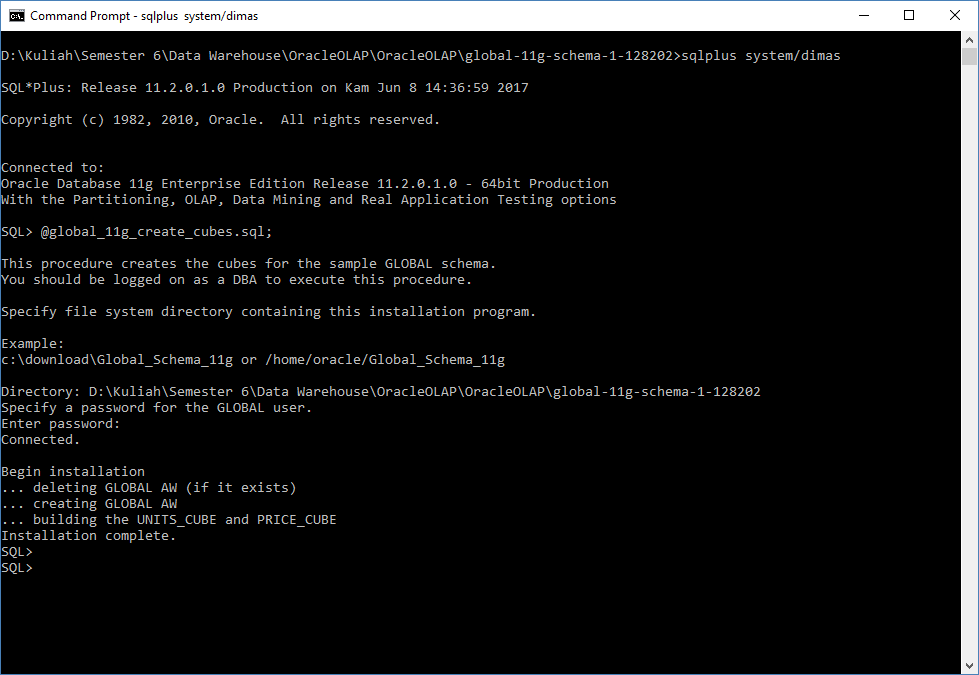 Command Prompt - sqlplus  system/dimas
D:\Kuliah\Semester 6\Data Warehouse\OracleOLAP\OracleOLAP\global-11g-schema-1-128202>sqlplus system/dimas
SQL*Plus: Release 11.2.0.1.0 Production on Kam Jun 8 14:36:59 2017
Copyright (c) 1982, 2010, Oracle.  All rights reserved.
Connected to:
Oracle Database 11g Enterprise Edition Release 11.2.0.1.0 - 64bit Production
With the Partitioning, OLAP, Data Mining and Real Application Testing options
SQL> @global_11g_create_cubes.sql;
This procedure creates the cubes for the sample GLOBAL schema.
You should be logged on as a DBA to execute this procedure.
Specify file system directory containing this installation program.
Example:
c:\download\Global_Schema_11g or /home/oracle/Global_Schema_11g
Directory: D:\Kuliah\Semester 6\Data Warehouse\OracleOLAP\OracleOLAP\global-11g-schema-1-128202
Specify a password for the GLOBAL user.
Enter password:
Connected.
Begin installation
... deleting GLOBAL AW (if it exists)
... creating GLOBAL AW
... building the UNITS_CUBE and PRICE_CUBE
Installation complete.
SQL>
SQL>